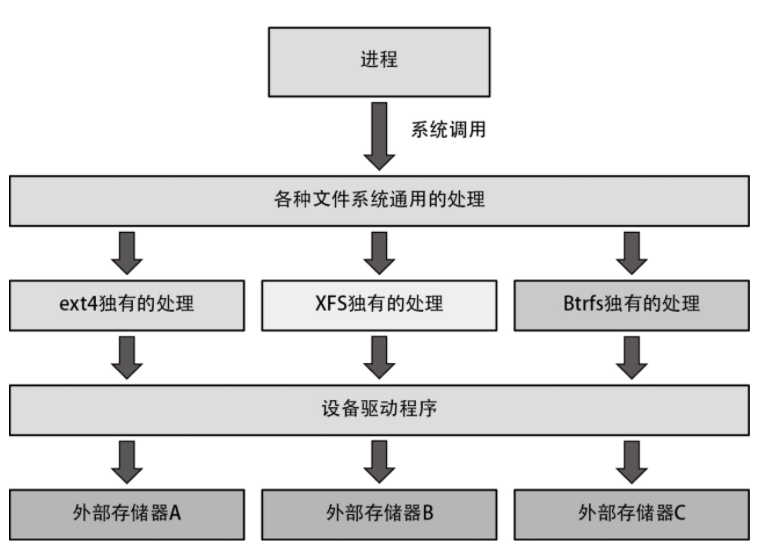 进程
系统调用
各种文件系统通用的处理
ext4独有的处理
XFS独有的处理
Btrfs独有的处理
设备驱动程序
外部存储器A
外部存储器B
外部存储器C